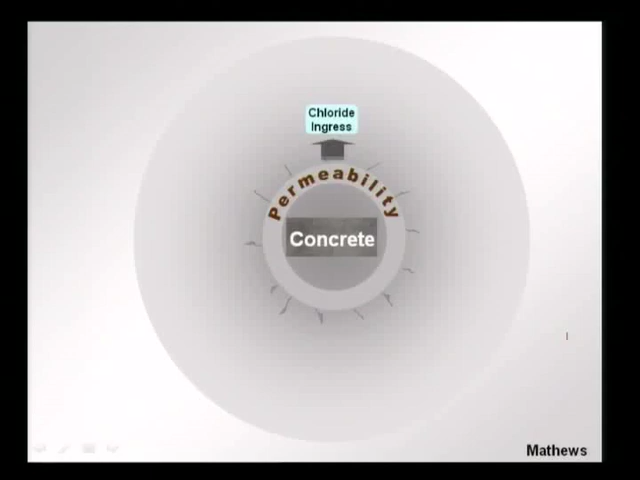 Chloride
Ingress
Permeability
Concrete
Mathews